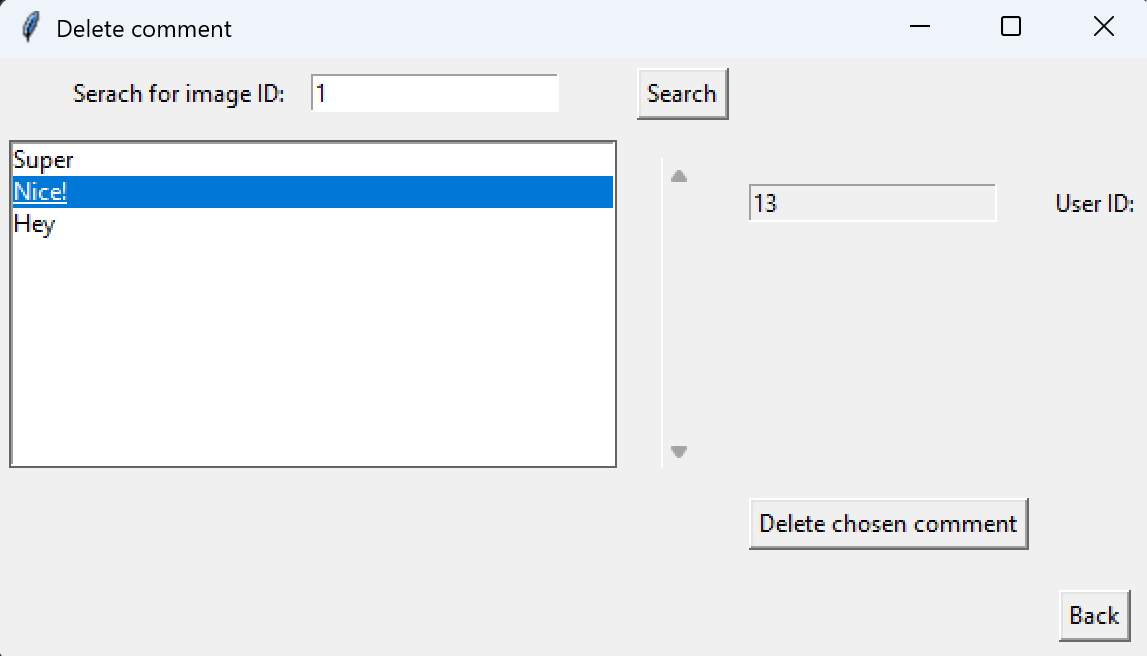 Delete comment
Serach for image ID: 1 Search
Super
Nice!
Hey
13 User ID:
Delete chosen comment
Back